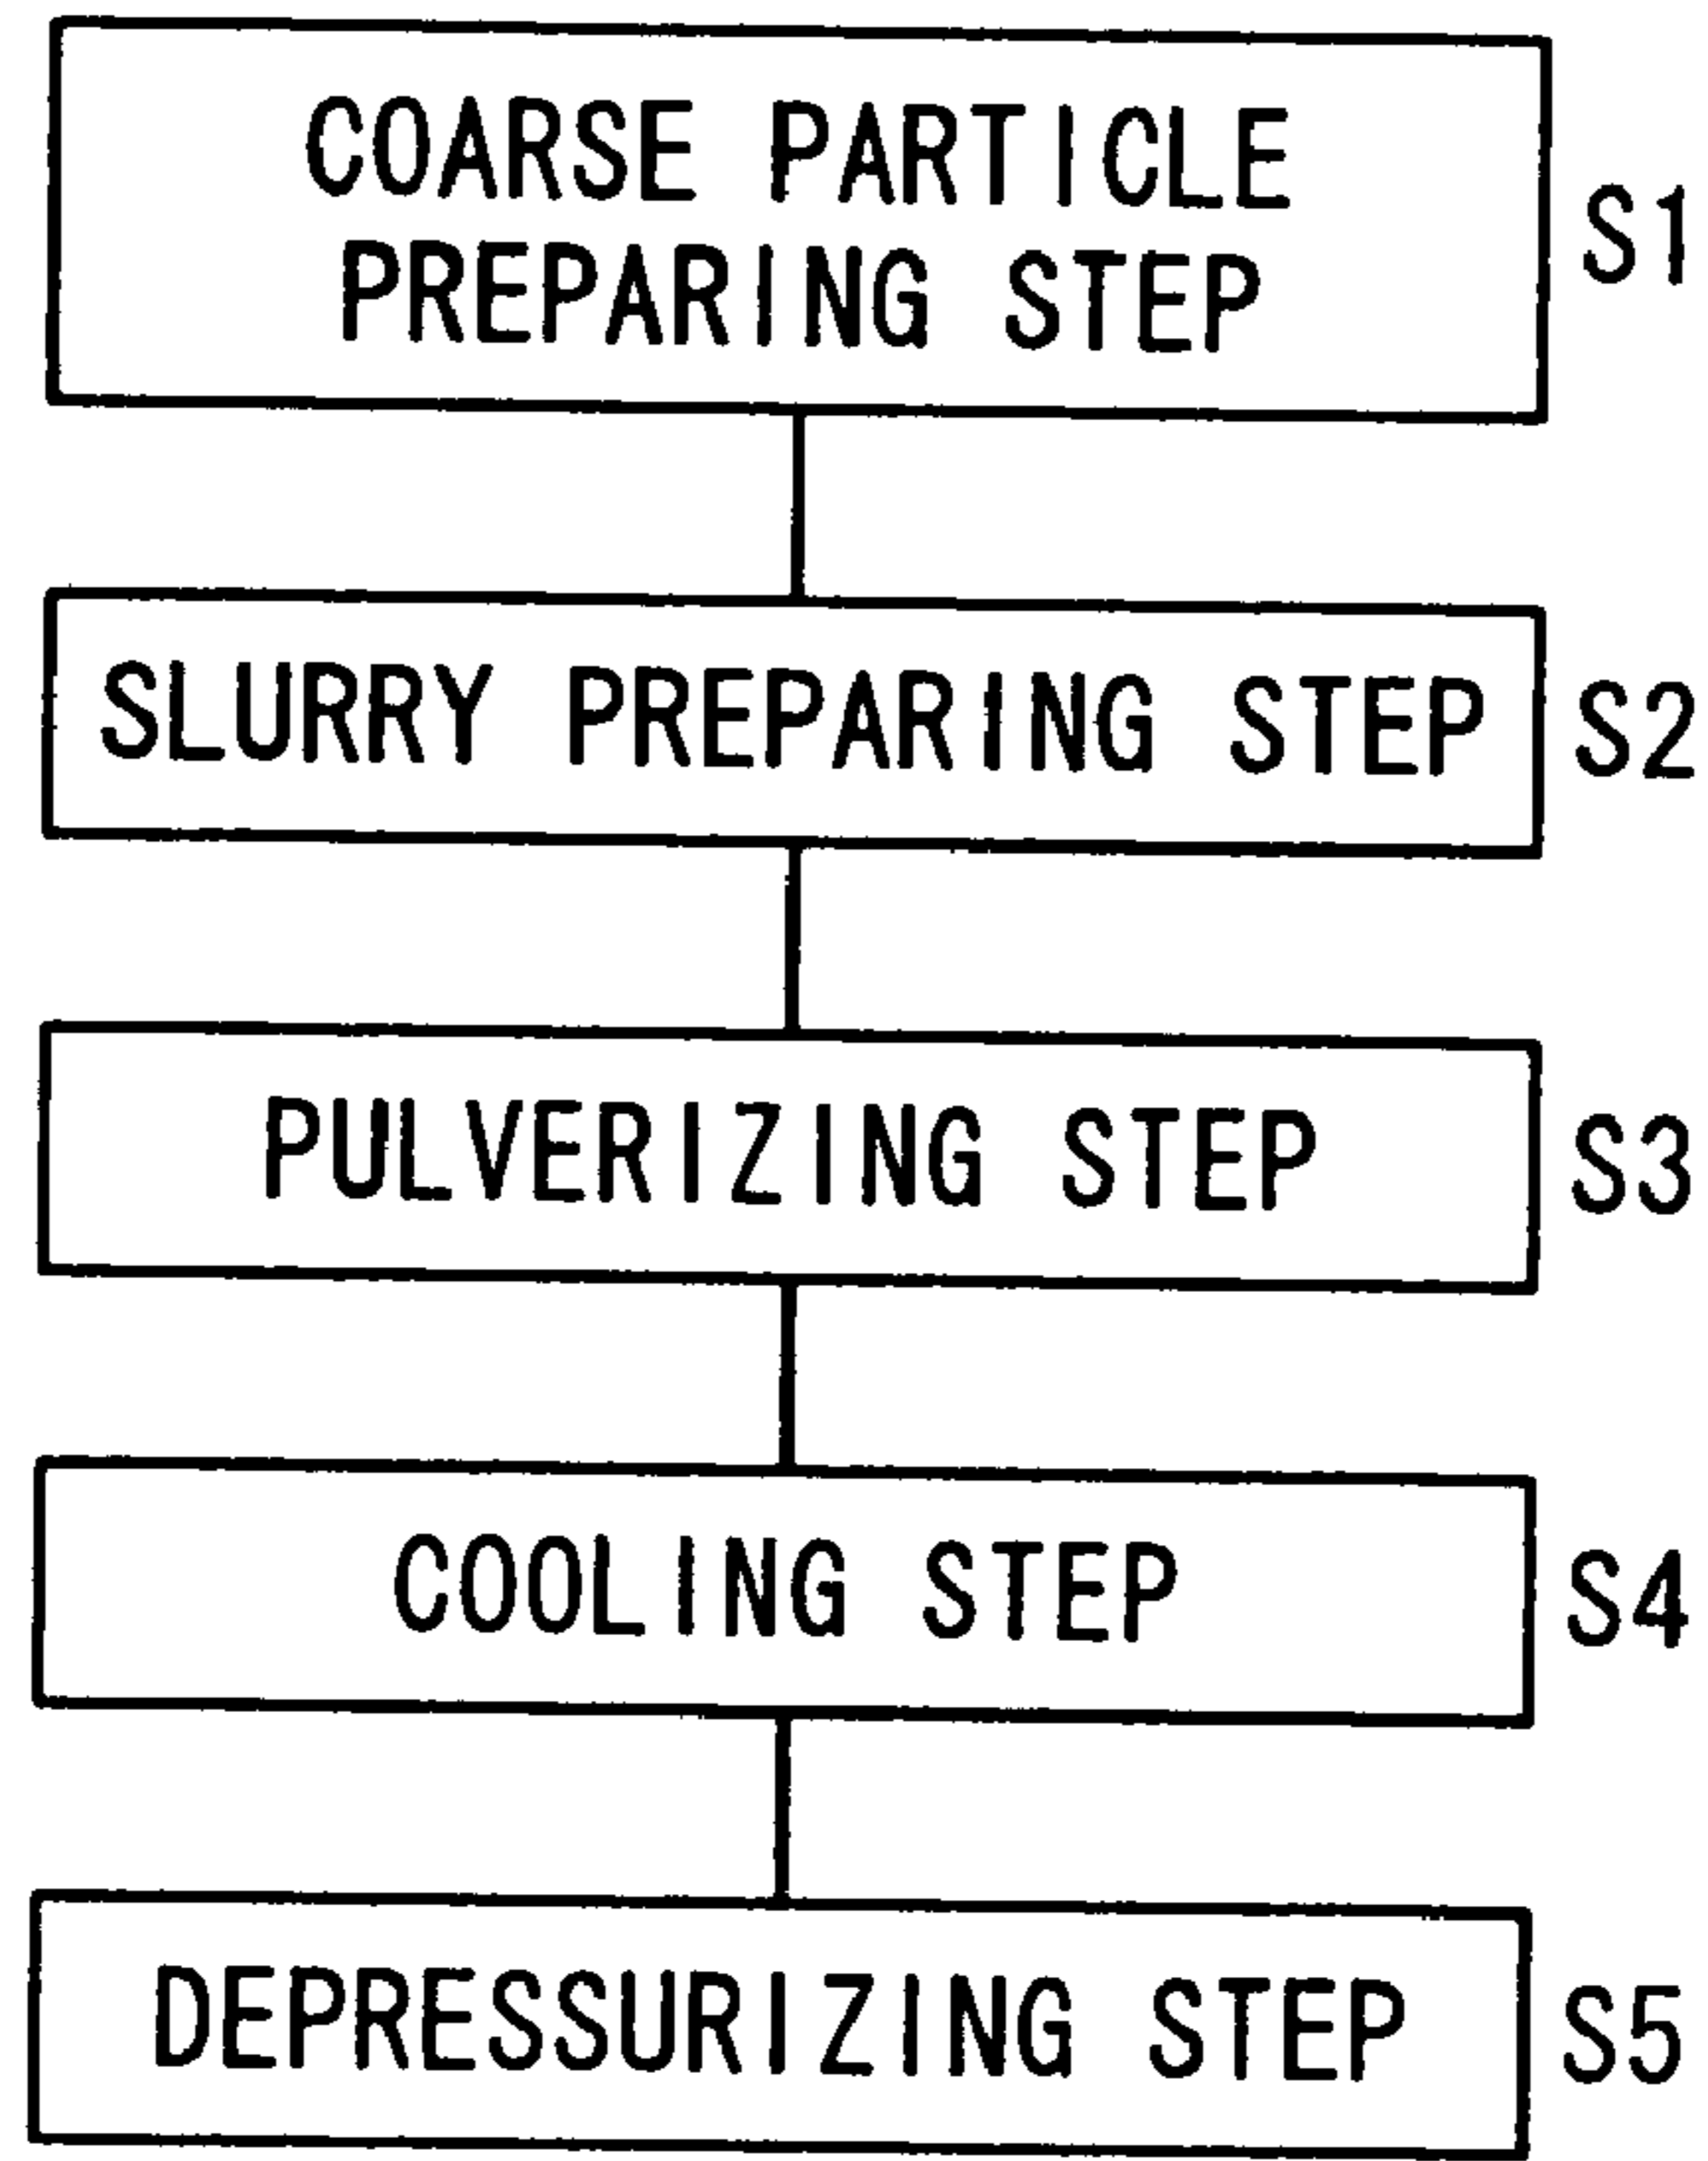 COARSE PARTICLE
PREPARING STEP
S1
SLURRY PREPARING STEP
S2
PULVERIZING STEP
S3
COOLING STEP
S4
DEPRESSURIZING STEP
S5